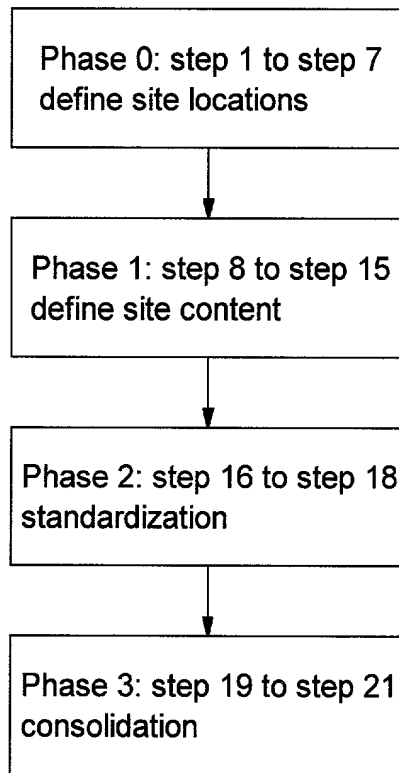 Phase 0: step 1 to step 7
define site locations
Phase 1: step 8 to step 15
define site content
Phase 2: step 16 to step 18
standardization
Phase 3: step 19 to step 21
consolidation